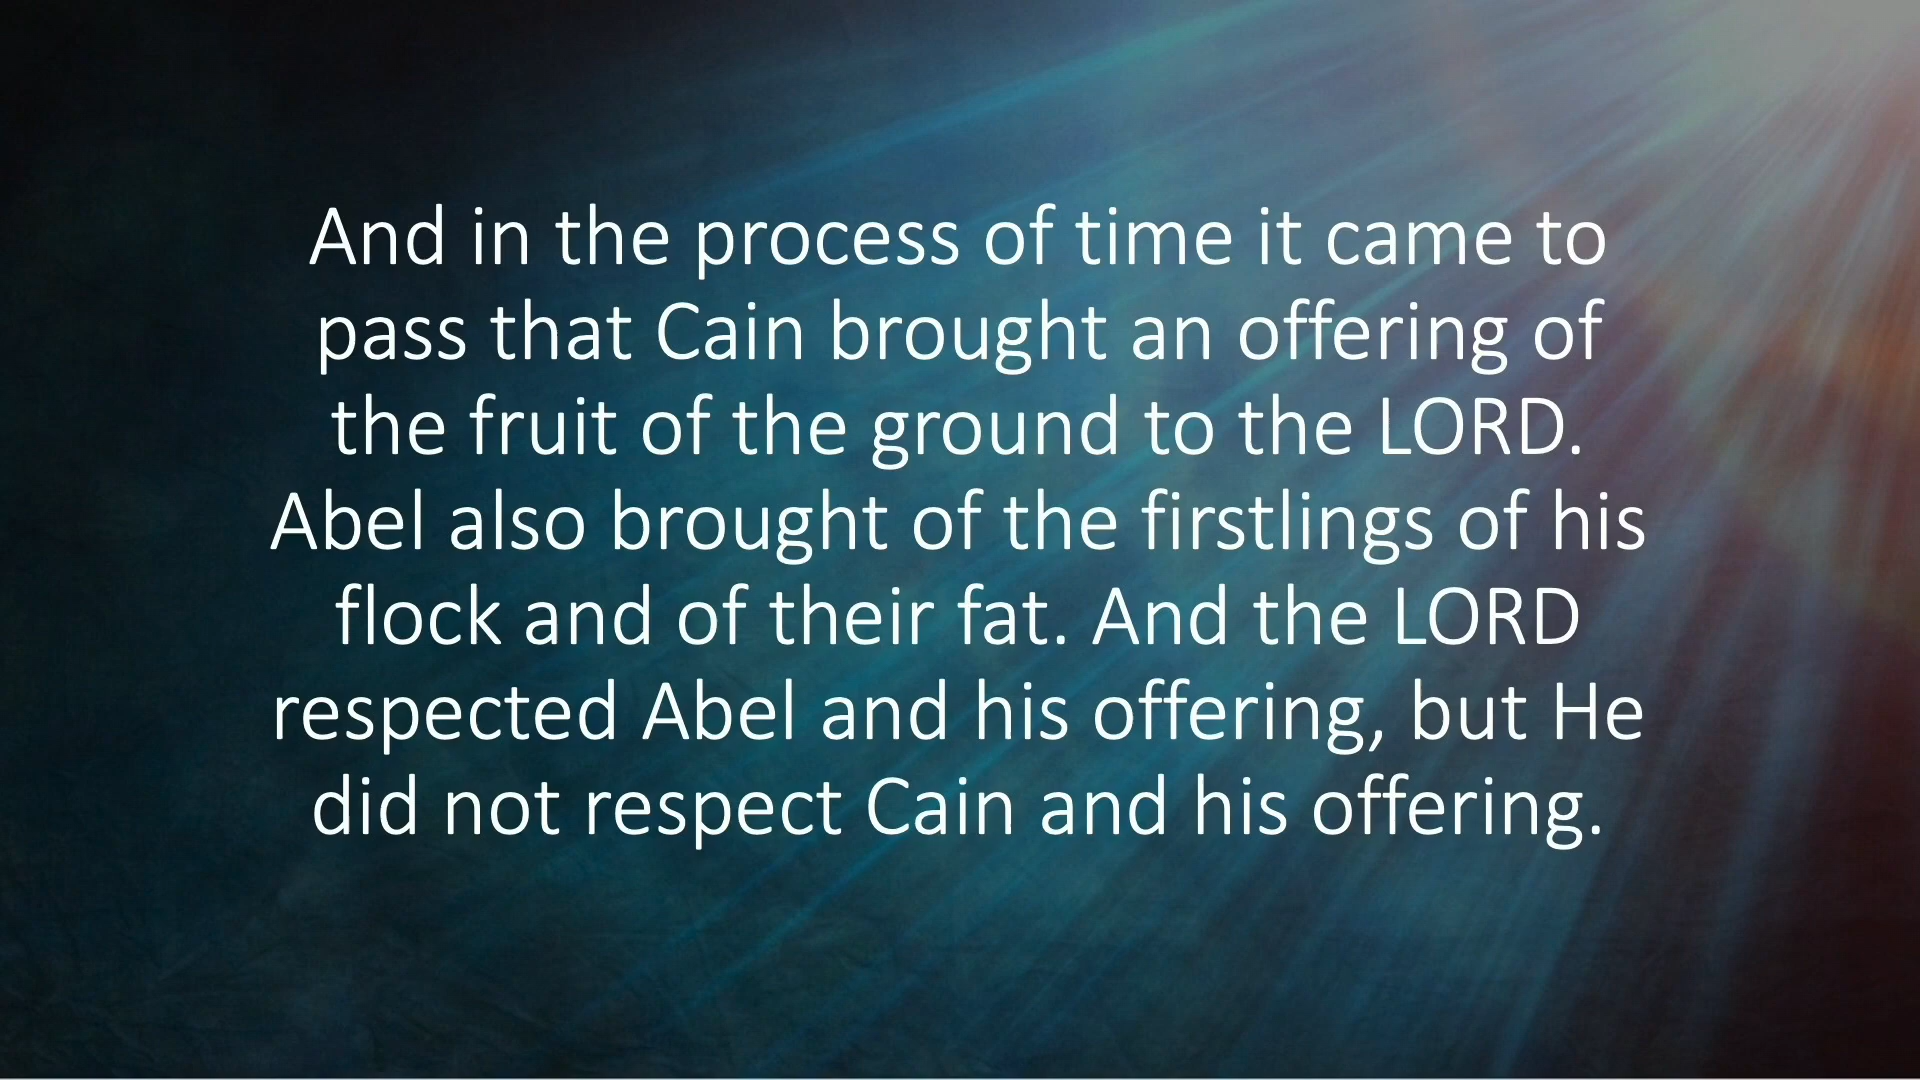 And in the process of time it came to
pass that Cain brought an offering of
the fruit of the ground to the LORD.
Abel also brought of the firstlings of his
flock and of their fat. And the LORD
respected Abel and his offering, but He
did not respect Cain and his offering.